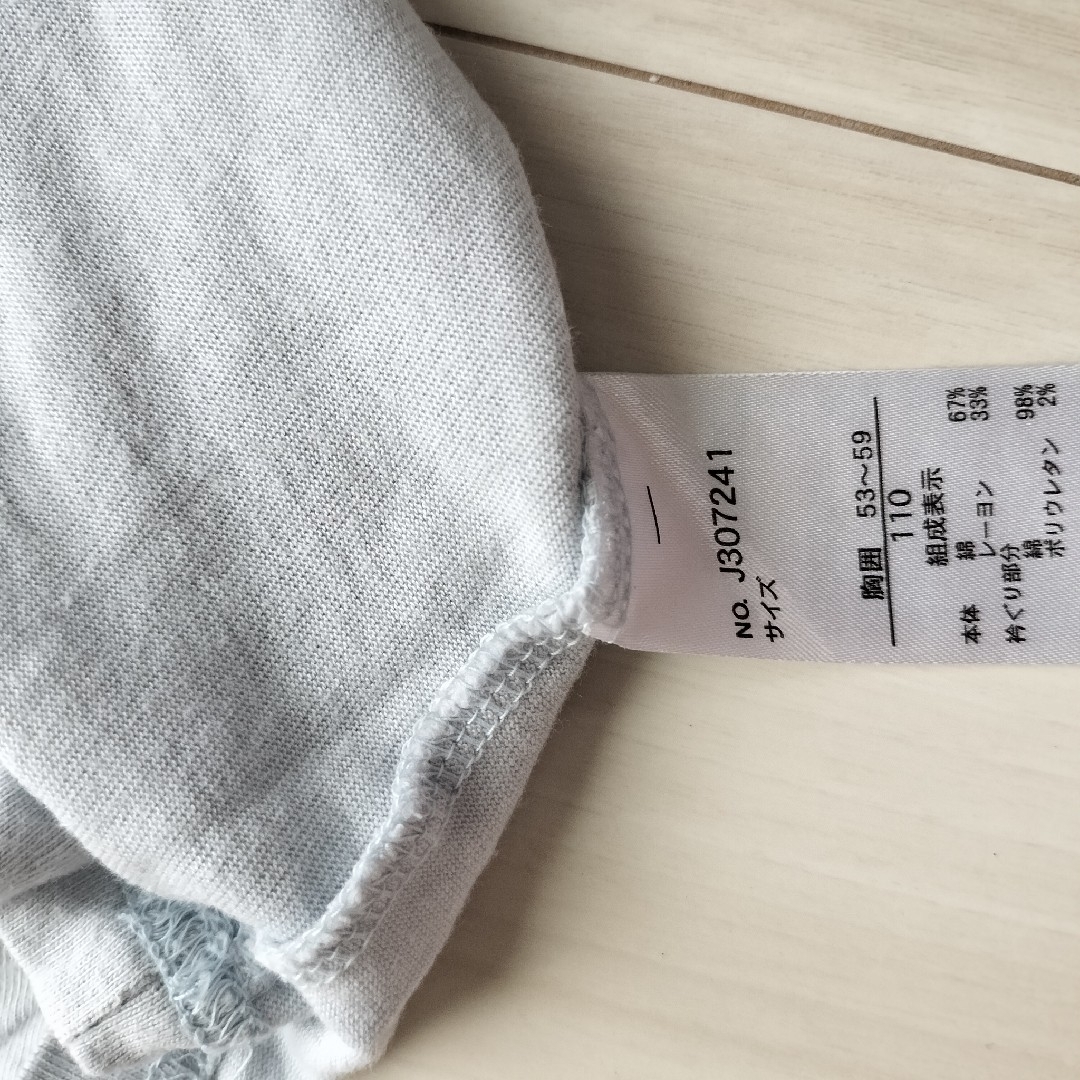 NO. J307241
サイズ
胸囲 53〜59
110
組成表示
本体 綿 67%
レーヨン 33%
衿ぐり部分
綿 98%
ポリウレタン 2%